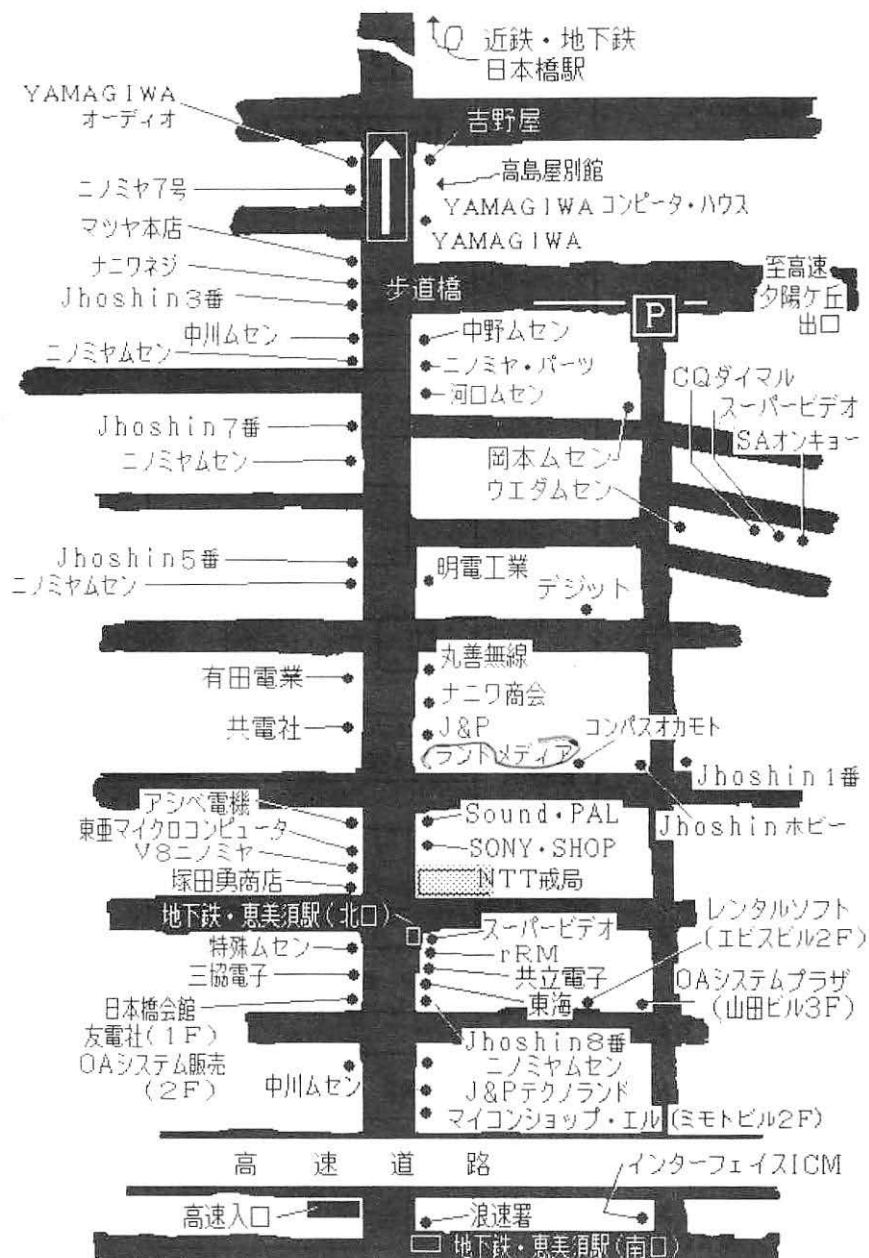 近鉄・地下鉄
日本橋駅
YAMAGIWA
オーディオ
吉野屋
高島屋別館
ニノミヤ7号
YAMAGIWAコンピータ・ハウス
マツヤ本店
YAMAGIWA
ナニワネジ
至高速
夕陽ケ丘
出口
Jhoshin3番
歩道橋
P
中川ムセン
中野ムセン
ニノミヤムセン
ニノミヤ・パーツ
CQダイマル
河口ムセン
スーパービデオ
Jhoshin7番
SAオンキョー
ニノミヤムセン
岡本ムセン
ウエダムセン
Jhoshin5番
明電工業
ニノミヤムセン
デジット
丸善無線
有田電業
ナニワ商会
共電社
J&P
コンパスオカモト
ランドメディア
Jhoshin1番
アシベ電機
Sound・PAL
Jhoshinホビー
東亜マイクロコンピュータ
V8ニノミヤ
SONY・SHOP
塚田勇商店
NTT戒局
地下鉄・恵美須駅(北口)
レンタルソフト
(エビスビル2F)
特殊ムセン
スーパービデオ
rRM
三協電子
共立電子
OAシステムプラザ
(山田ビル3F)
日本橋会館
東海
友電社(1F)
Jhoshin8番
OAシステム販売
(2F)
ニノミヤムセン
中川ムセン
J&Pテクノランド
マイコンショップ・エル(ミモトビル2F)
高速道路
インターフェイスICM
高速入口
浪速署
地下鉄・恵美須駅(南口)